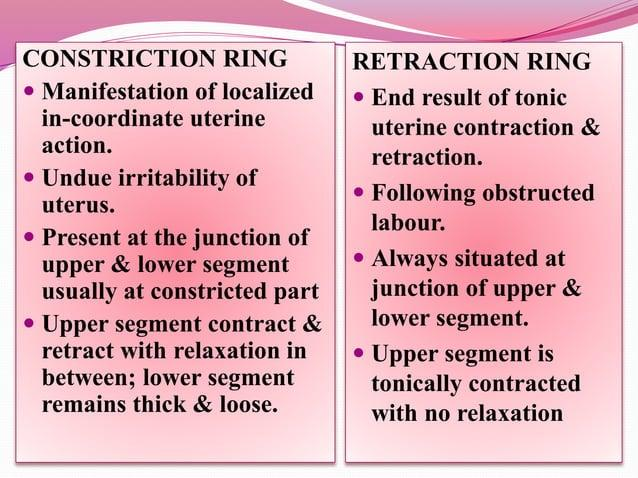 CONSTRICTION RING
• Manifestation of localized
in-coordinate uterine
action.
• Undue irritability of
uterus.
• Present at the junction of
upper & lower segment
usually at constricted part
• Upper segment contract &
retract with relaxation in
between; lower segment
remains thick & loose.
RETRACTION RING
• End result of tonic
uterine contraction &
retraction.
• Following obstructed
labour.
• Always situated at
junction of upper &
lower segment.
• Upper segment is
tonically contracted
with no relaxation